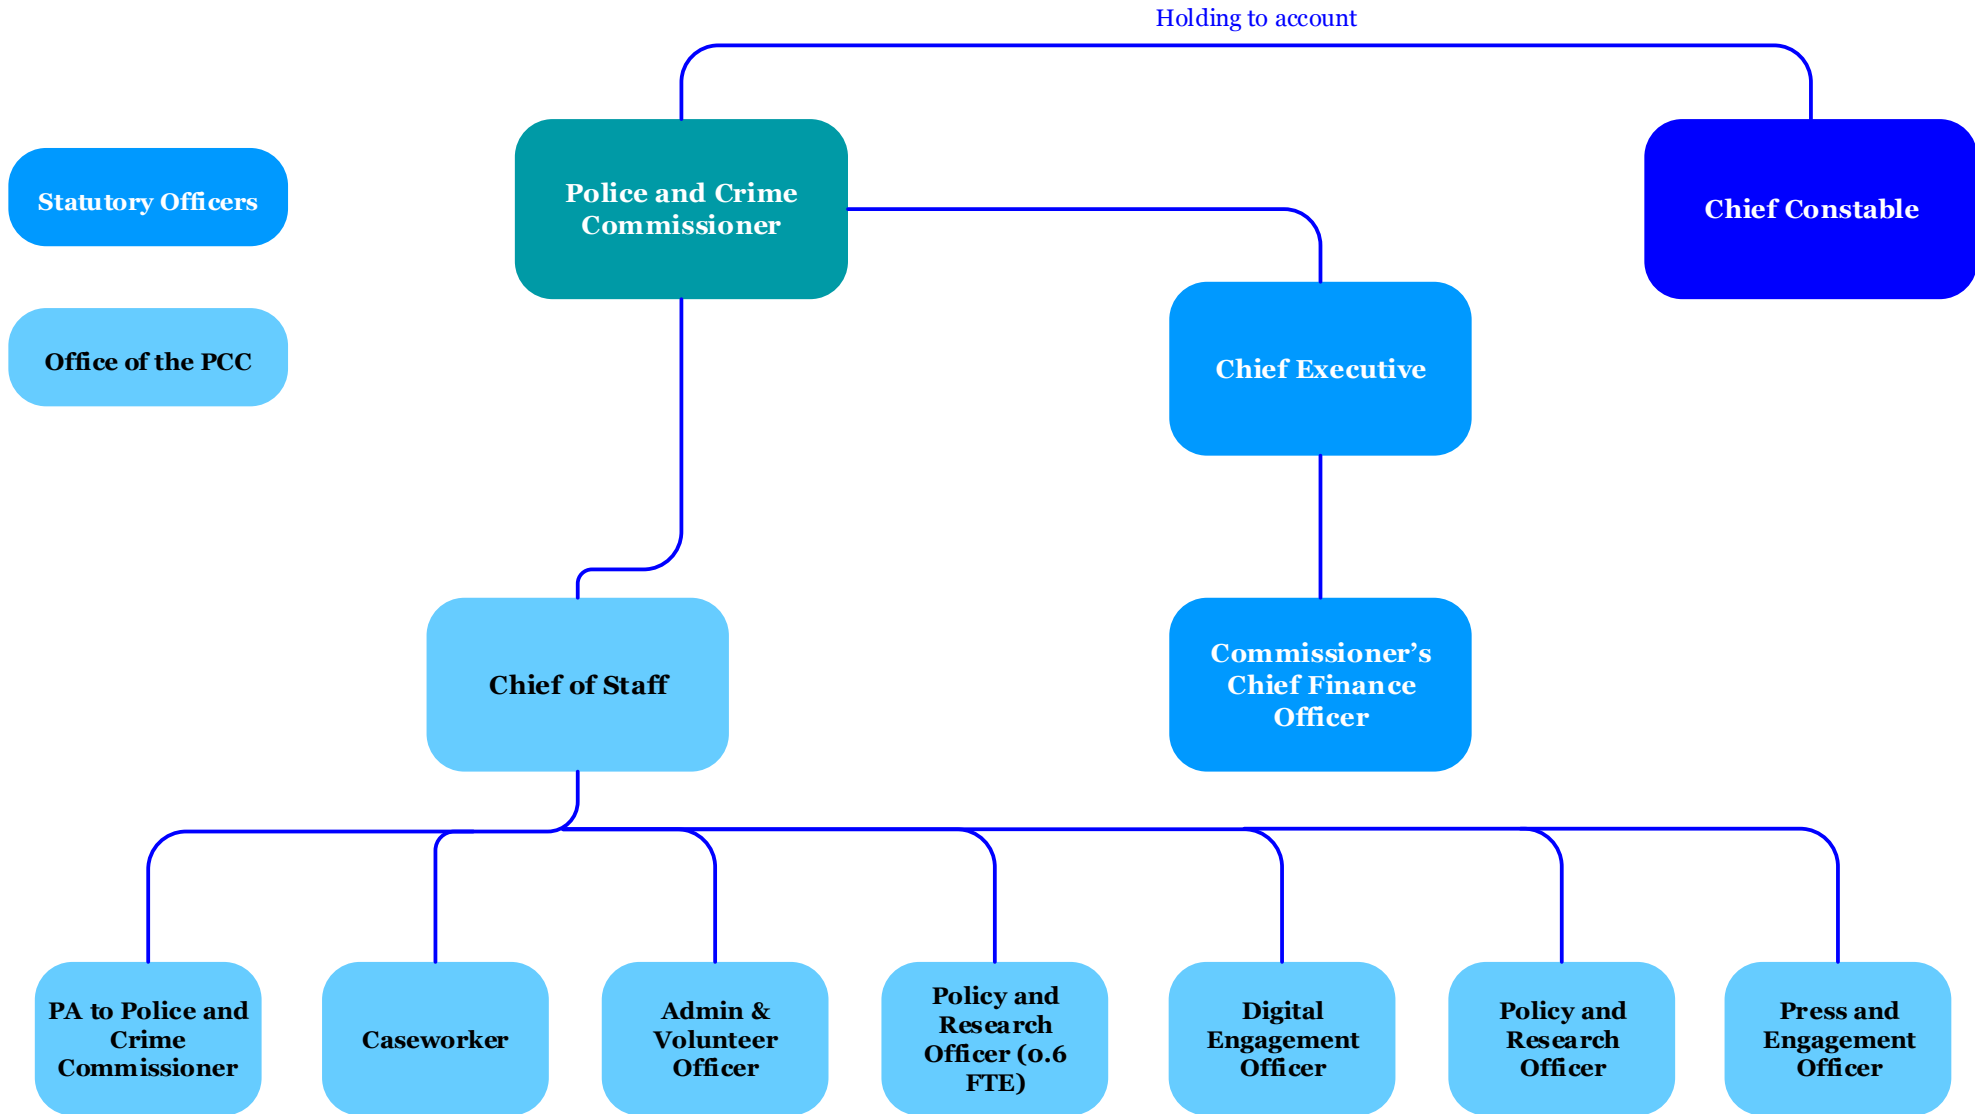 Holding to account
Statutory Officers
Office of the PCC
Police and Crime
Commissioner
Chief Constable
Chief Executive
Chief of Staff
Commissioner’s
Chief Finance
Officer
PA to Police and
Crime
Commissioner
Caseworker
Admin &
Volunteer
Officer
Policy and
Research
Officer (0.6
FTE)
Digital
Engagement
Officer
Policy and
Research
Officer
Press and
Engagement
Officer